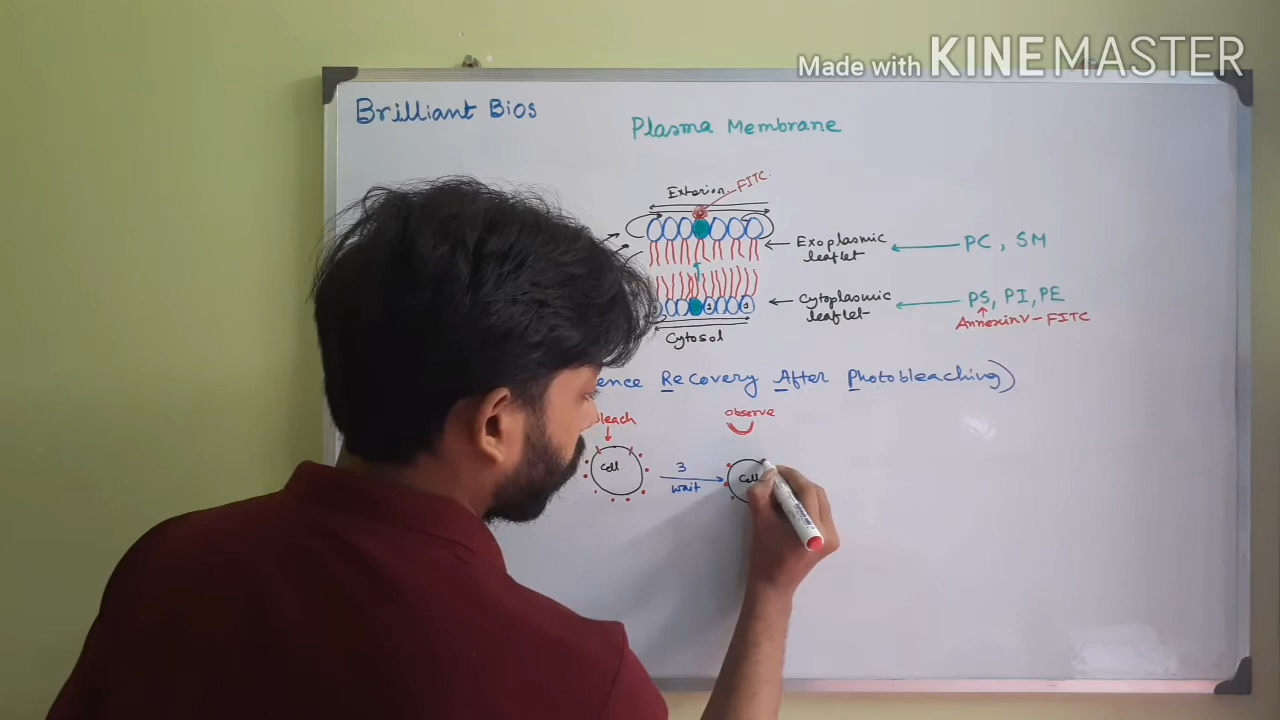 Made with KINEMASTER
Brilliant Bios
Plasma Membrane
Exterior FITC
Exoplasmic
leaflet
PC, SM
Cytoplasmic
leaflet
PS, PI, PE
Annexin V - FITC
Cytosol
ence Recovery After Photobleaching)
bleach
observe
Cell
3
wait
Cell